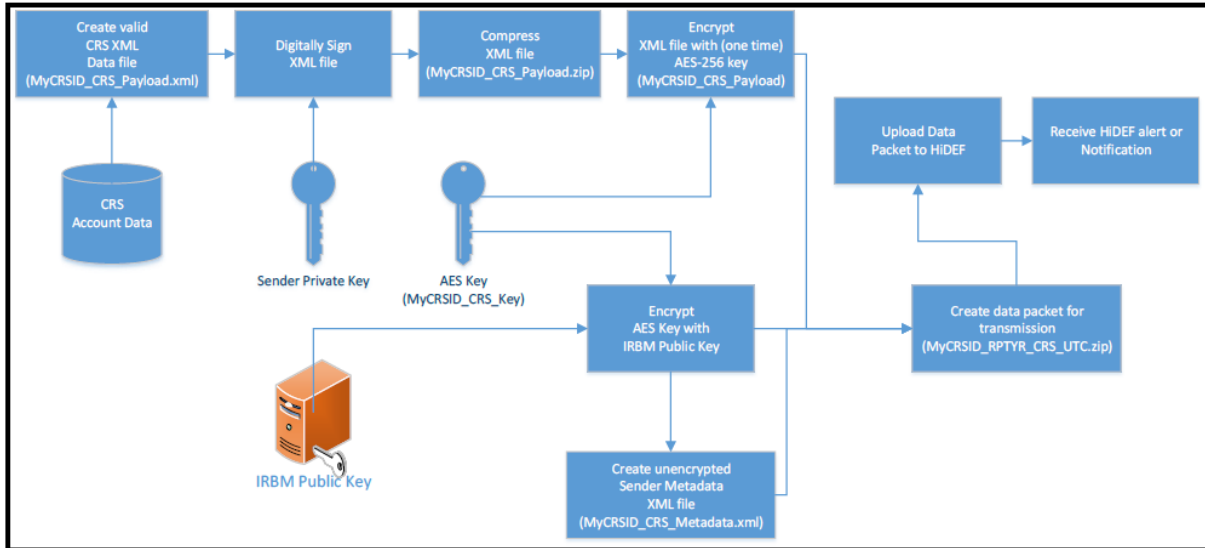 Create valid
CRS XML
Data file
(MyCRSID_CRS_Payload.xml)
Digitally Sign
XML file
Compress
XML file
(MyCRSID_CRS_Payload.zip)
Encrypt
XML file with (one time)
AES-256 key
(MyCRSID_CRS_Payload)
Upload Data
Packet to HiDEF
Receive HiDEF alert or
Notification
CRS
Account Data
Sender Private Key
AES Key
(MyCRSID_CRS_Key)
Encrypt
AES Key with
IRBM Public Key
Create data packet for
transmission
(MyCRSID_RPTYR_CRS_UTC.zip)
IRBM Public Key
Create unencrypted
Sender Metadata
XML file
(MyCRSID_CRS_Metadata.xml)